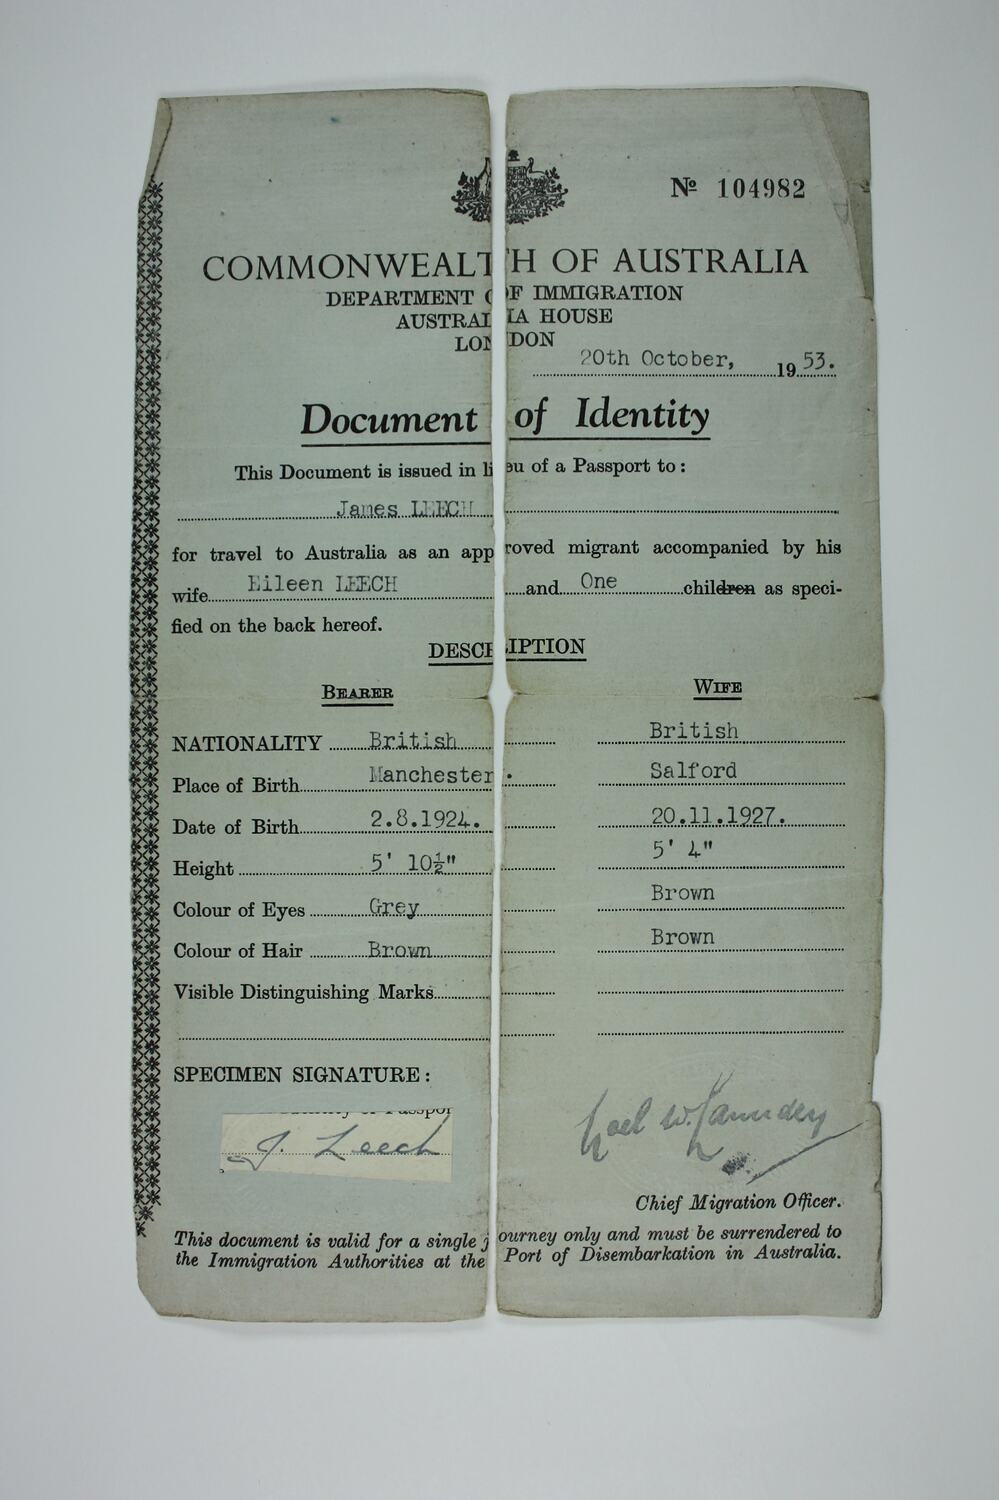 Nº 104982
COMMONWEALTH OF AUSTRALIA
DEPARTMENT OF IMMIGRATION
AUSTRALIA HOUSE
LONDON
20th October, 1953.
Document of Identity
This Document is issued in lieu of a Passport to :
James LEECH
for travel to Australia as an approved migrant accompanied by his
wife Eileen LEECH and One children as speci-
fied on the back hereof.
DESCRIPTION
BEARER WIFE
NATIONALITY British British
Place of Birth Manchester. Salford
Date of Birth 2.8.1924. 20.11.1927.
Height 5' 10½" 5' 4"
Colour of Eyes Grey Brown
Colour of Hair Brown Brown
Visible Distinguishing Marks
SPECIMEN SIGNATURE :
J. Leech
Chief Migration Officer.
This document is valid for a single journey only and must be surrendered to
the Immigration Authorities at the Port of Disembarkation in Australia.